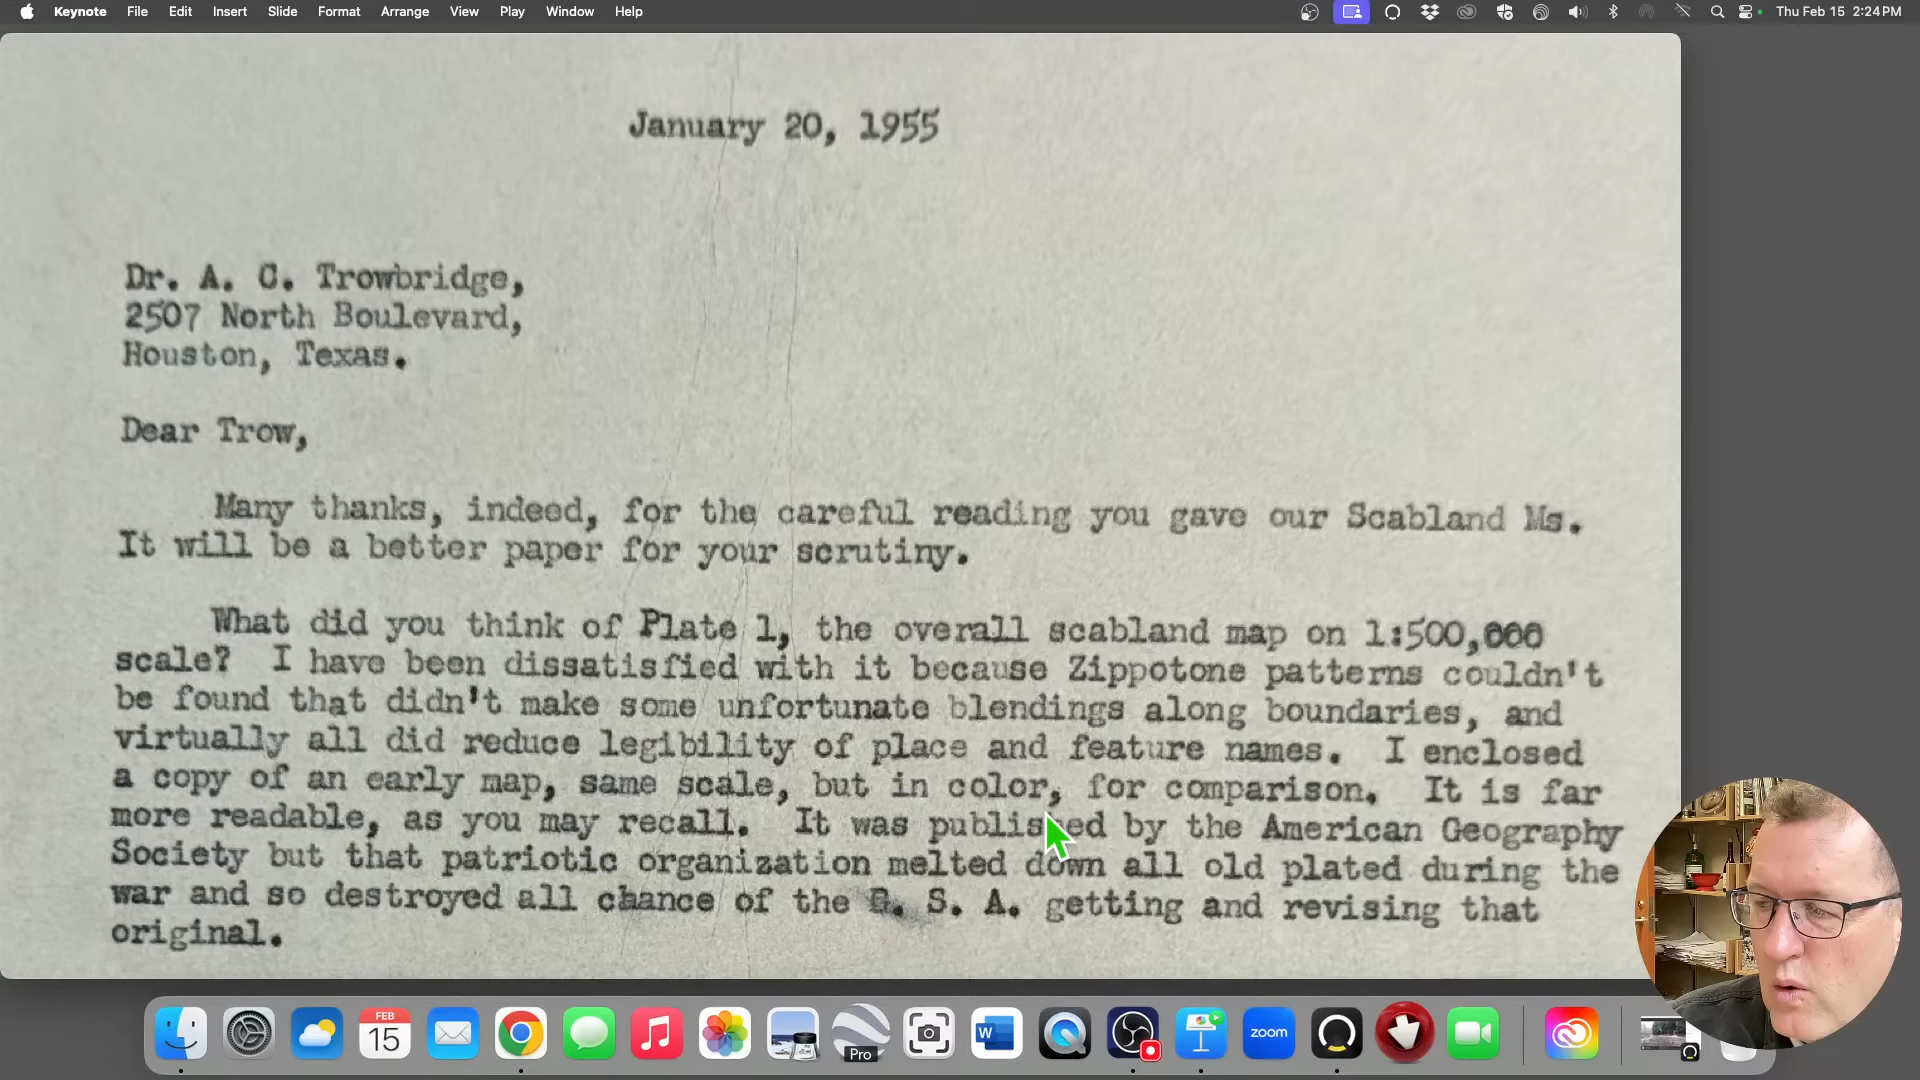 Keynote File Edit Insert Slide Format Arrange View Play Window Help Thu Feb 15 2:24 PM
January 20, 1955
Dr. A. C. Trowbridge,
2507 North Boulevard,
Houston, Texas.
Dear Trow,
Many thanks, indeed, for the careful reading you gave our Scabland Ms.
It will be a better paper for your scrutiny.
What did you think of Plate 1, the overall scabland map on 1:500,000
scale? I have been dissatisfied with it because Zippotone patterns couldn't
be found that didn't make some unfortunate blendings along boundaries, and
virtually all did reduce legibility of place and feature names. I enclosed
a copy of an early map, same scale, but in color, for comparison. It is far
more readable, as you may recall. It was published by the American Geography
Society but that patriotic organization melted down all old plated during the
war and so destroyed all chance of the G. S. A. getting and revising that
original.
FEB
15
Pro
W
zoom